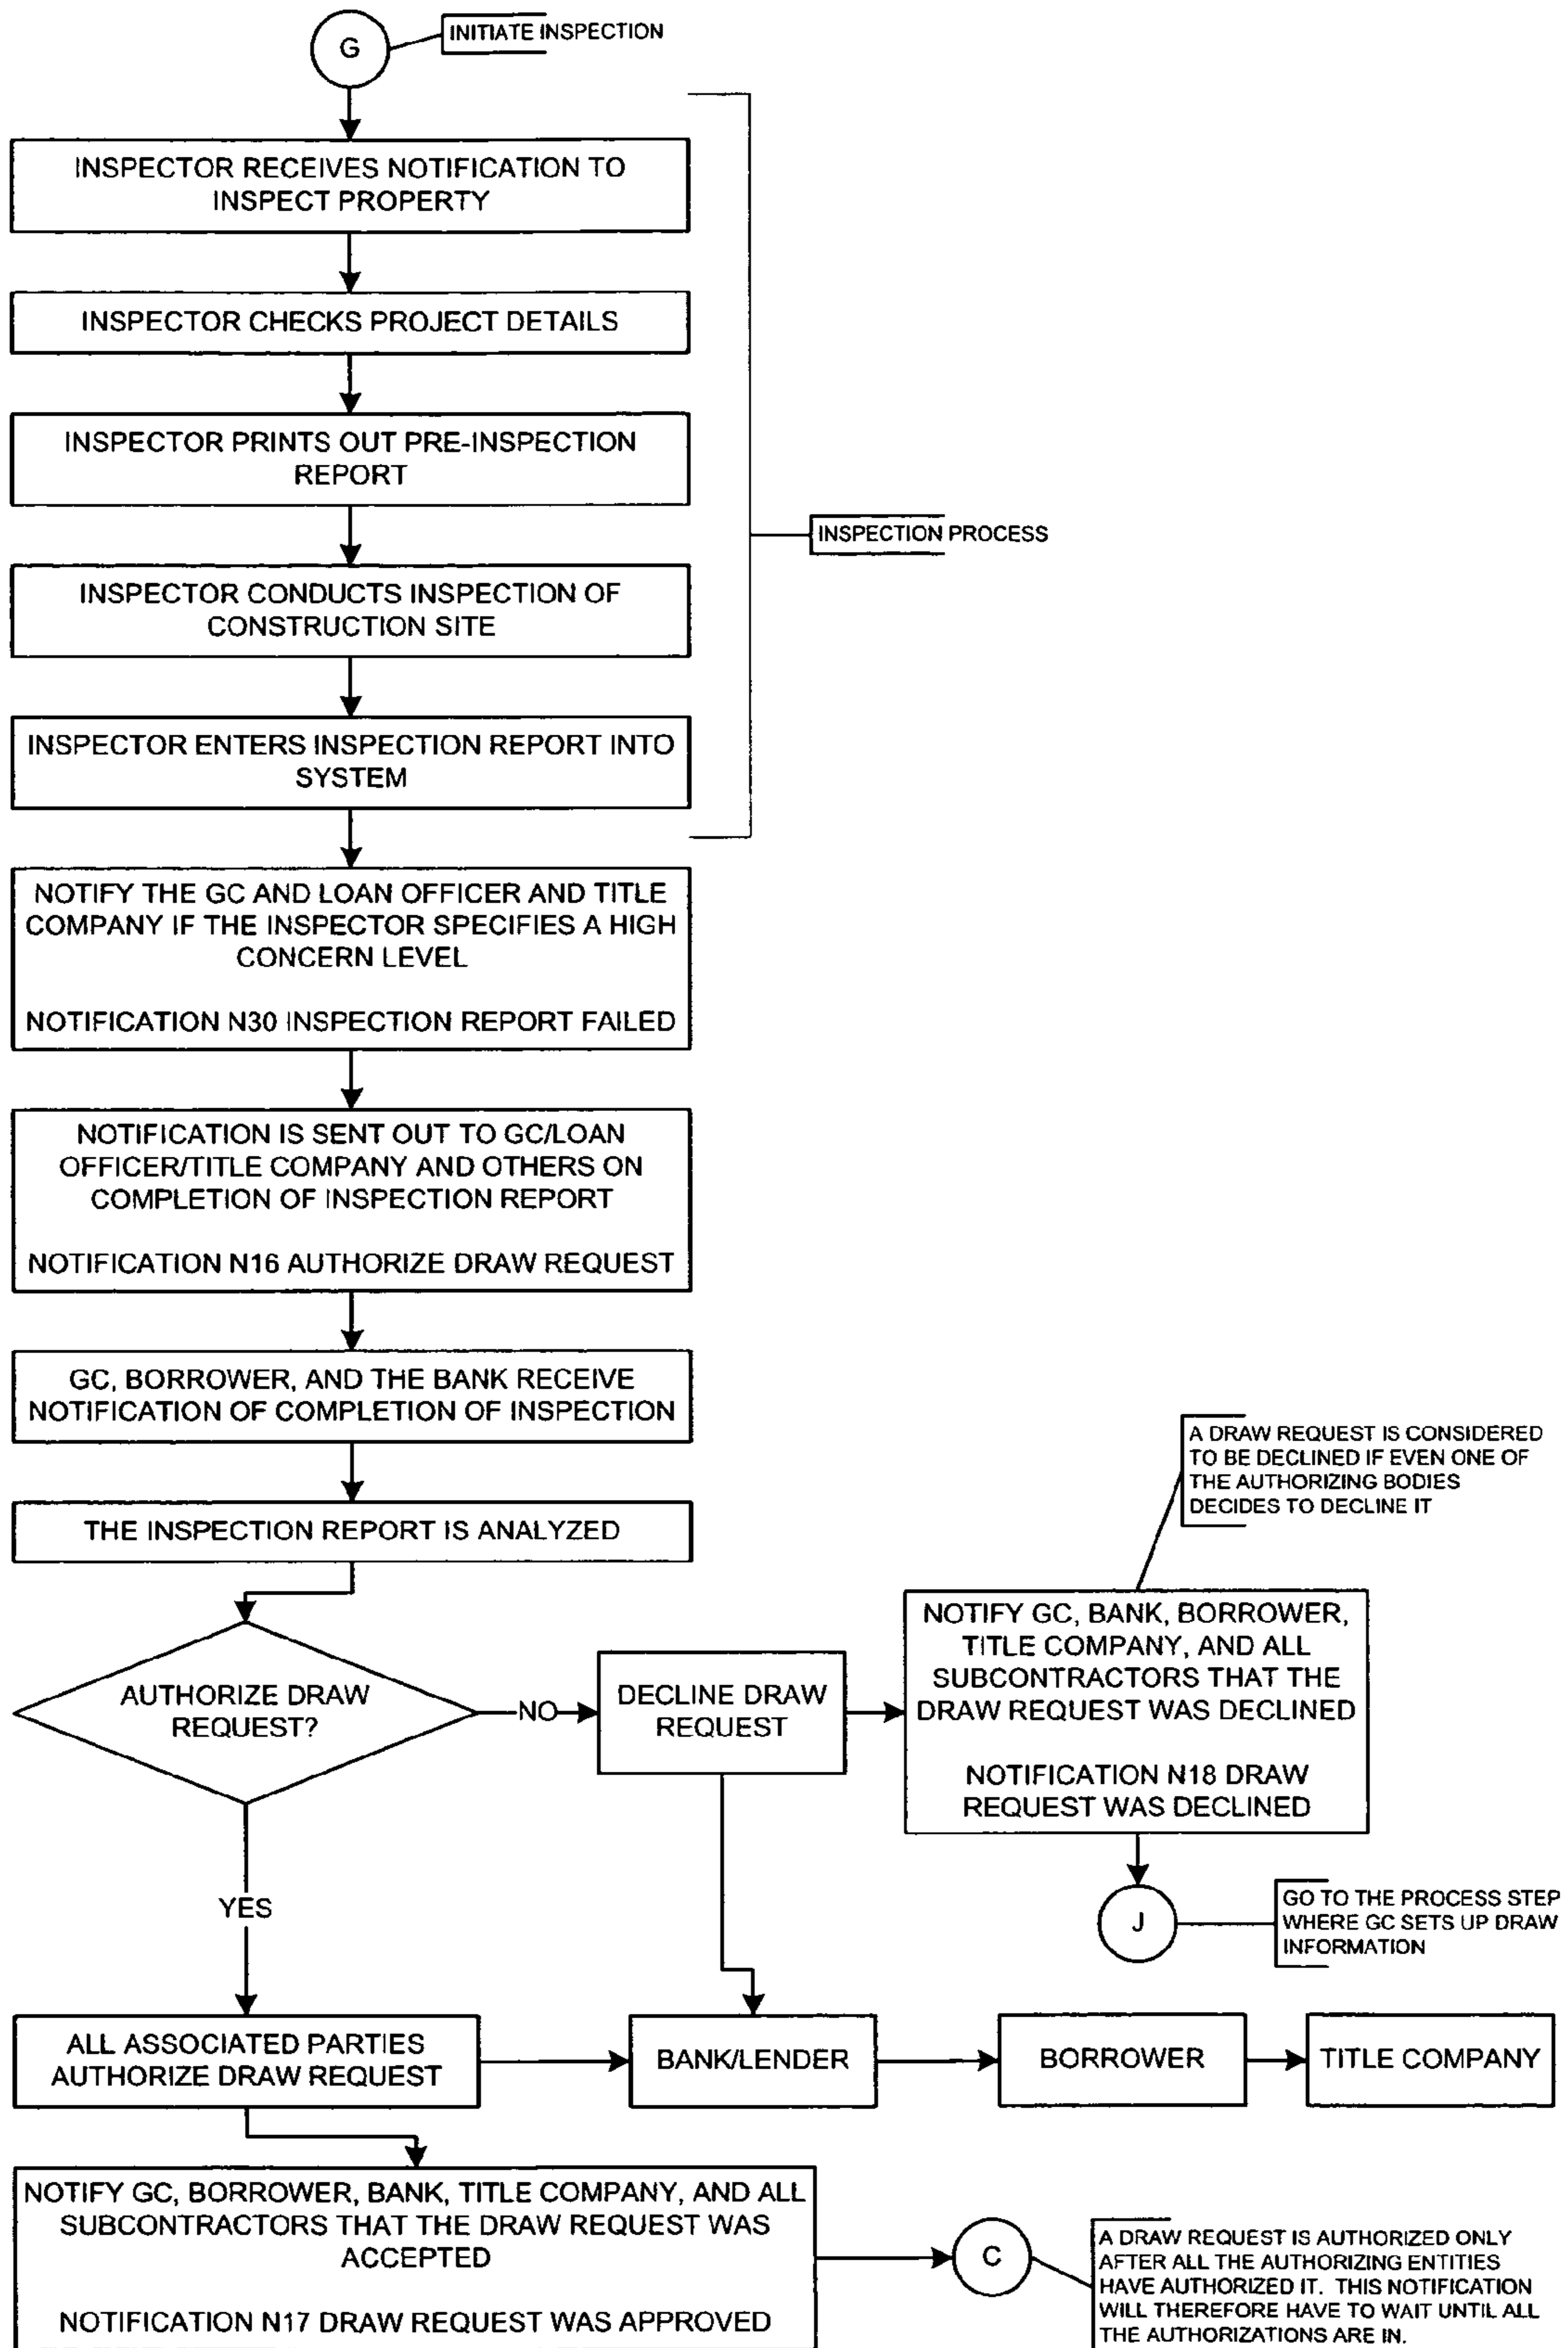 G
INITIATE INSPECTION
INSPECTOR RECEIVES NOTIFICATION TO
INSPECT PROPERTY
INSPECTOR CHECKS PROJECT DETAILS
INSPECTOR PRINTS OUT PRE-INSPECTION
REPORT
INSPECTION PROCESS
INSPECTOR CONDUCTS INSPECTION OF
CONSTRUCTION SITE
INSPECTOR ENTERS INSPECTION REPORT INTO
SYSTEM
NOTIFY THE GC AND LOAN OFFICER AND TITLE
COMPANY IF THE INSPECTOR SPECIFIES A HIGH
CONCERN LEVEL
NOTIFICATION N30 INSPECTION REPORT FAILED
NOTIFICATION IS SENT OUT TO GC/LOAN
OFFICER/TITLE COMPANY AND OTHERS ON
COMPLETION OF INSPECTION REPORT
NOTIFICATION N16 AUTHORIZE DRAW REQUEST
GC, BORROWER, AND THE BANK RECEIVE
NOTIFICATION OF COMPLETION OF INSPECTION
THE INSPECTION REPORT IS ANALYZED
A DRAW REQUEST IS CONSIDERED
TO BE DECLINED IF EVEN ONE OF
THE AUTHORIZING BODIES
DECIDES TO DECLINE IT
AUTHORIZE DRAW
REQUEST?
NO
DECLINE DRAW
REQUEST
NOTIFY GC, BANK, BORROWER,
TITLE COMPANY, AND ALL
SUBCONTRACTORS THAT THE
DRAW REQUEST WAS DECLINED
NOTIFICATION N18 DRAW
REQUEST WAS DECLINED
YES
J
GO TO THE PROCESS STEP
WHERE GC SETS UP DRAW
INFORMATION
ALL ASSOCIATED PARTIES
AUTHORIZE DRAW REQUEST
BANK/LENDER
BORROWER
TITLE COMPANY
NOTIFY GC, BORROWER, BANK, TITLE COMPANY, AND ALL
SUBCONTRACTORS THAT THE DRAW REQUEST WAS
ACCEPTED
NOTIFICATION N17 DRAW REQUEST WAS APPROVED
C
A DRAW REQUEST IS AUTHORIZED ONLY
AFTER ALL THE AUTHORIZING ENTITIES
HAVE AUTHORIZED IT. THIS NOTIFICATION
WILL THEREFORE HAVE TO WAIT UNTIL ALL
THE AUTHORIZATIONS ARE IN.